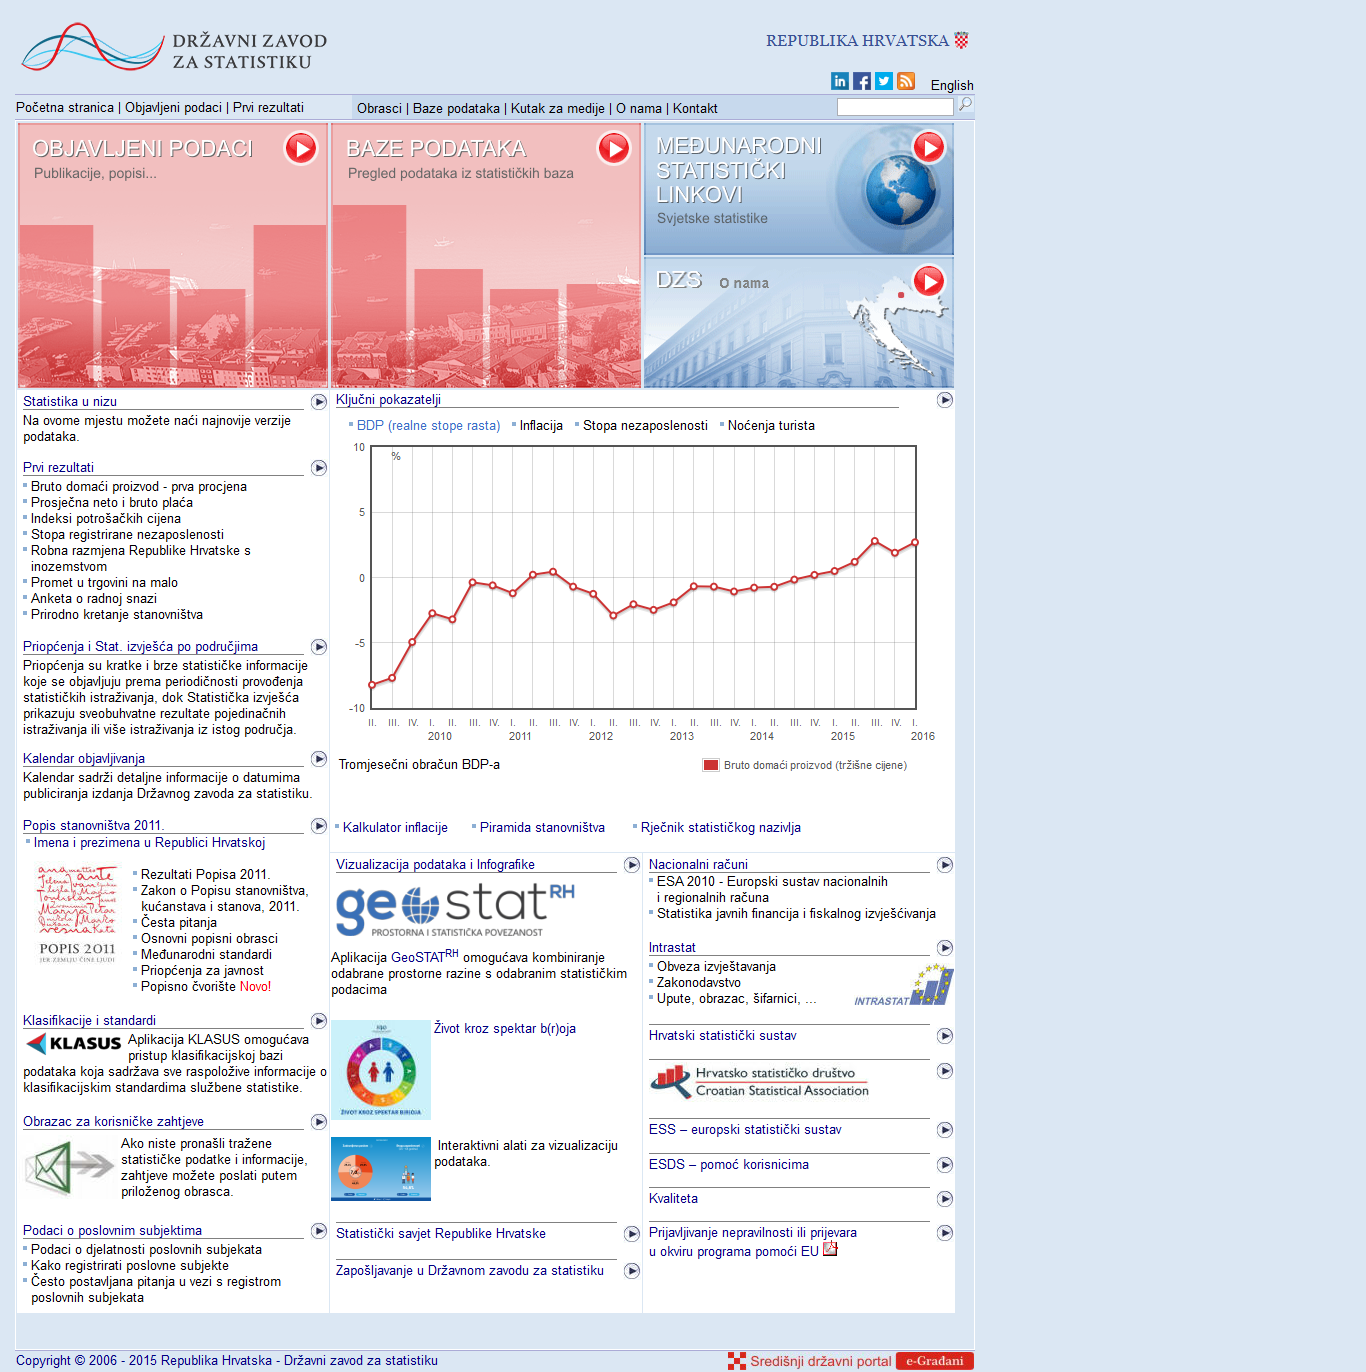 DRŽAVNI ZAVOD
ZA STATISTIKU
REPUBLIKA HRVATSKA
English
Početna stranica | Objavljeni podaci | Prvi rezultati
Obrasci | Baze podataka | Kutak za medije | O nama | Kontakt
OBJAVLJENI PODACI
Publikacije, popisi...
BAZE PODATAKA
Pregled podataka iz statističkih baza
MEĐUNARODNI
STATISTIČKI
LINKOVI
Svjetske statistike
DZS O nama
Statistika u nizu
Na ovome mjestu možete naći najnovije verzije
podataka.
Prvi rezultati
Bruto domaći proizvod - prva procjena
Prosječna neto i bruto plaća
Indeksi potrošačkih cijena
Stopa registrirane nezaposlenosti
Robna razmjena Republike Hrvatske s
inozemstvom
Promet u trgovini na malo
Anketa o radnoj snazi
Prirodno kretanje stanovništva
Priopćenja i Stat. izvješća po područjima
Priopćenja su kratke i brze statističke informacije
koje se objavljuju prema periodičnosti provođenja
statističkih istraživanja, dok Statistička izvješća
prikazuju sveobuhvatne rezultate pojedinačnih
istraživanja ili više istraživanja iz istog područja.
Kalendar objavljivanja
Kalendar sadrži detaljne informacije o datumima
publiciranja izdanja Državnog zavoda za statistiku.
Popis stanovništva 2011.
Imena i prezimena u Republici Hrvatskoj
POPIS 2011
JER ZEMLJU ČINE LJUDI
Rezultati Popisa 2011.
Zakon o Popisu stanovništva,
kućanstava i stanova, 2011.
Česta pitanja
Osnovni popisni obrasci
Međunarodni standardi
Priopćenja za javnost
Popisno čvorište Novo!
Klasifikacije i standardi
KLASUS
Aplikacija KLASUS omogućava
pristup klasifikacijskoj bazi
podataka koja sadržava sve raspoložive informacije o
klasifikacijskim standardima službene statistike.
Obrazac za korisničke zahtjeve
Ako niste pronašli tražene
statističke podatke i informacije,
zahtjeve možete poslati putem
priloženog obrasca.
Podaci o poslovnim subjektima
Podaci o djelatnosti poslovnih subjekata
Kako registrirati poslovne subjekte
Često postavljana pitanja u vezi s registrom
poslovnih subjekata
Ključni pokazatelji
BDP (realne stope rasta) Inflacija Stopa nezaposlenosti Noćenja turista
%
10
5
0
-5
-10
II. III. IV. I. II. III. IV. I. II. III. IV. I. II. III. IV. I. II. III. IV. I. II. III. IV. I. II. III. IV. I.
2010 2011 2012 2013 2014 2015 2016
Tromjesečni obračun BDP-a
Bruto domaći proizvod (tržišne cijene)
Kalkulator inflacije Piramida stanovništva Rječnik statističkog nazivlja
Vizualizacija podataka i Infografike
geostat RH
PROSTORNA I STATISTIČKA POVEZANOST
Aplikacija GeoSTATRH omogućava kombiniranje
odabrane prostorne razine s odabranim statističkim
podacima
ŽIVOT KROZ SPEKTAR B(R)OJA
Život kroz spektar b(r)oja
Interaktivni alati za vizualizaciju
podataka.
Statistički savjet Republike Hrvatske
Zapošljavanje u Državnom zavodu za statistiku
Nacionalni računi
ESA 2010 - Europski sustav nacionalnih
i regionalnih računa
Statistika javnih financija i fiskalnog izvješćivanja
Intrastat
Obveza izvještavanja
Zakonodavstvo
Upute, obrazac, šifarnici, ...
INTRASTAT
Hrvatski statistički sustav
Hrvatsko statističko društvo
Croatian Statistical Association
ESS – europski statistički sustav
ESDS – pomoć korisnicima
Kvaliteta
Prijavljivanje nepravilnosti ili prijevara
u okviru programa pomoći EU
Copyright © 2006 - 2015 Republika Hrvatska - Državni zavod za statistiku
Središnji državni portal e-Građani